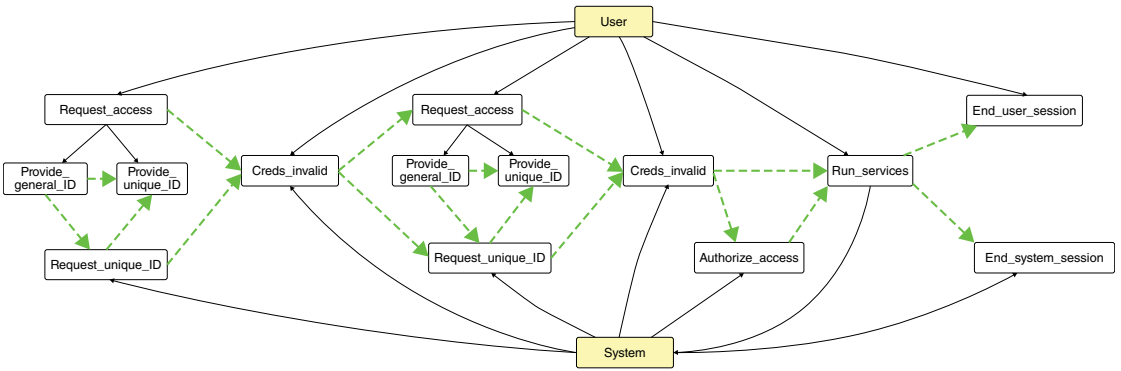 User
Request_access
Request_access
End_user_session
Provide_
general_ID
Provide_
unique_ID
Creds_invalid
Provide_
general_ID
Provide_
unique_ID
Creds_invalid
Run_services
Request_unique_ID
Request_unique_ID
Authorize_access
End_system_session
System